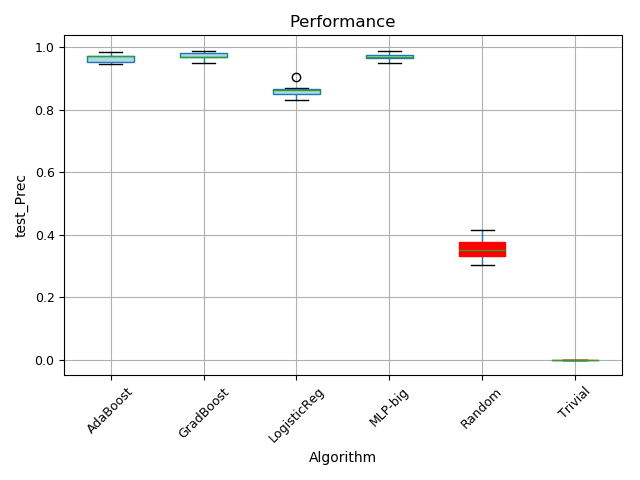 Performance
1.0
0.8
0.6
0.4
0.2
0.0
test_Prec
AdaBoost
GradBoost
LogisticReg
MLP-big
Random
Trivial
Algorithm